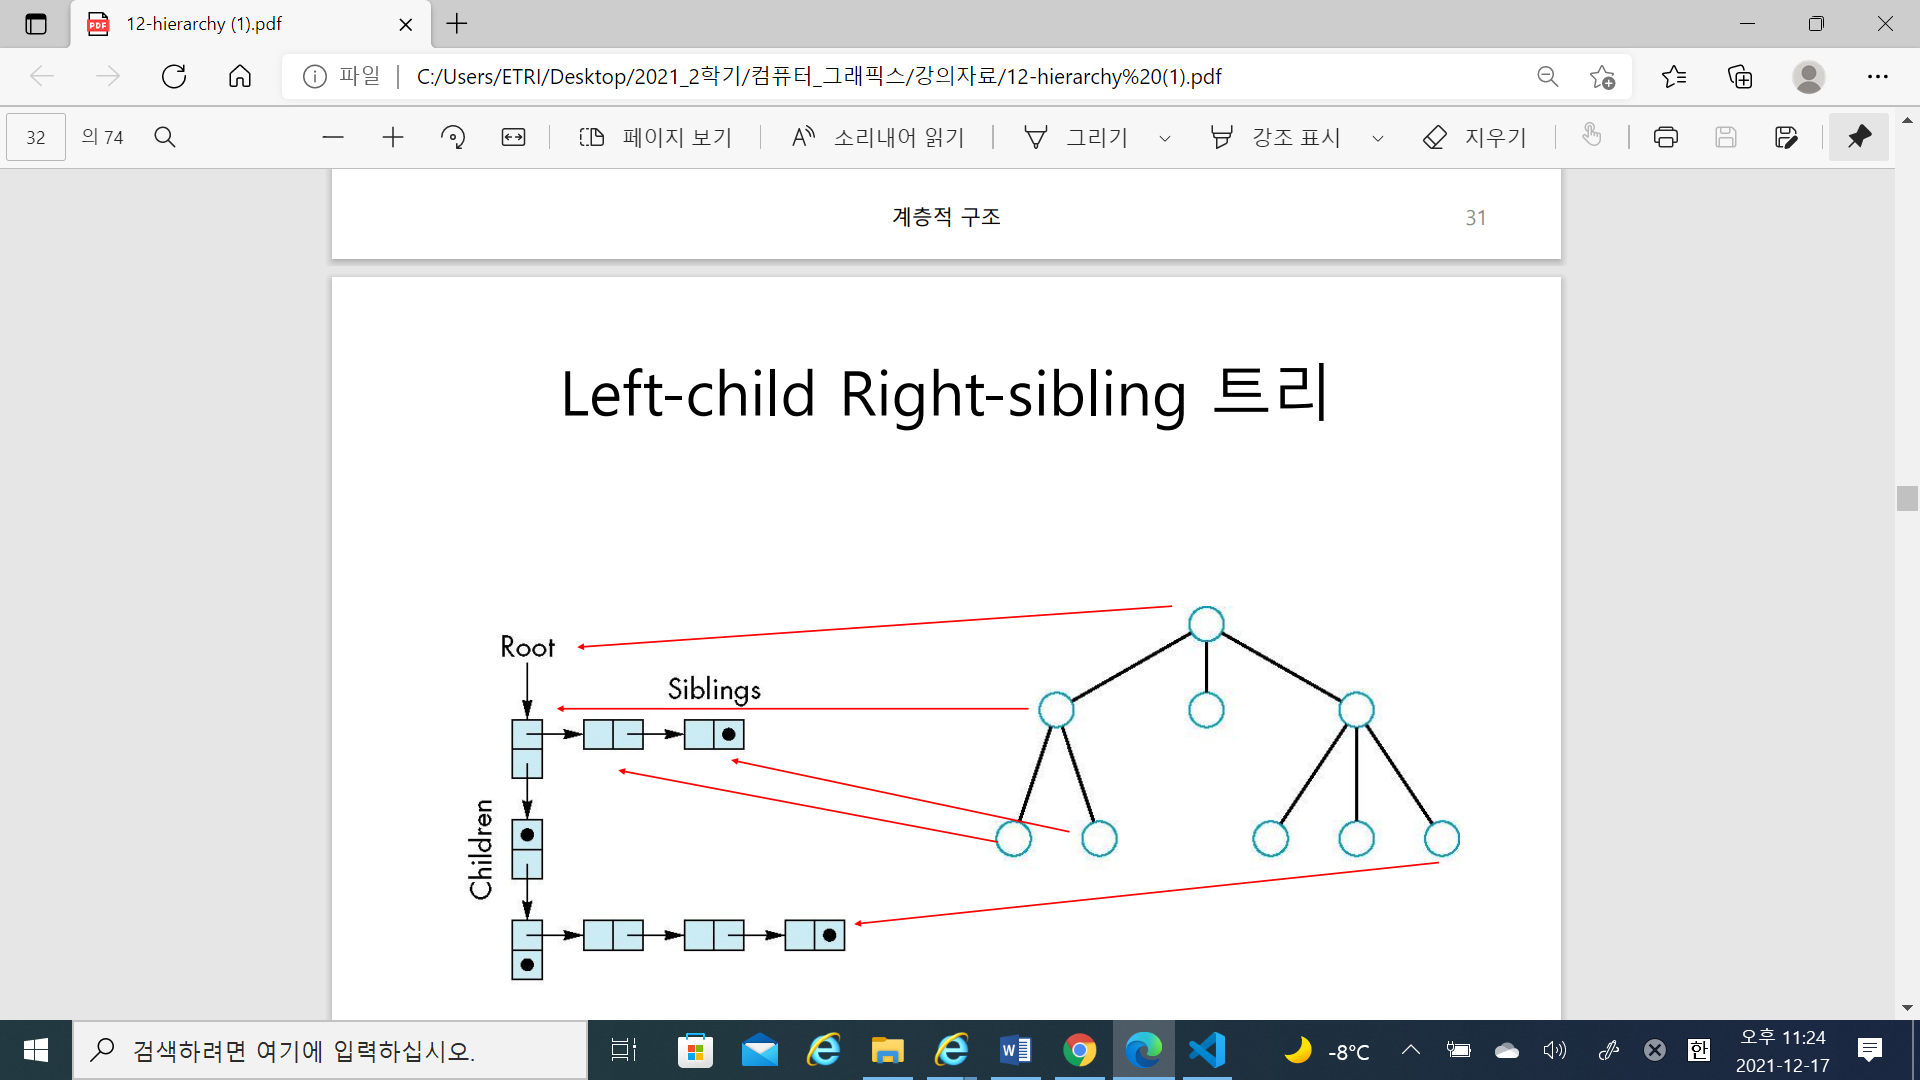 12-hierarchy (1).pdf
파일
C:/Users/ETRI/Desktop/2021_2학기/컴퓨터_그래픽스/강의자료/12-hierarchy%20(1).pdf
32 의 74
페이지 보기
소리내어 읽기
그리기
강조 표시
지우기
계층적 구조
31
Left-child Right-sibling 트리
Root
Siblings
Children
검색하려면 여기에 입력하십시오.
-8°C
한
오후 11:24
2021-12-17